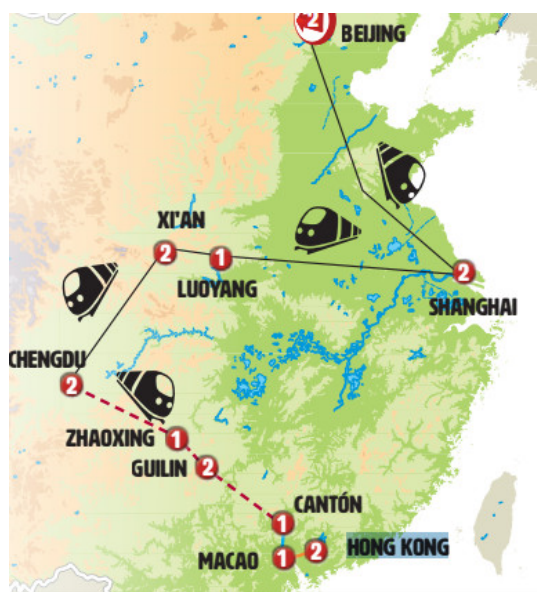 2
BEIJING
XI'AN
2
1
LUOYANG
2
SHANGHAI
CHENGDU
2
ZHAOXING
1
GUILIN
2
CANTÓN
1
MACAO
1
2
HONG KONG